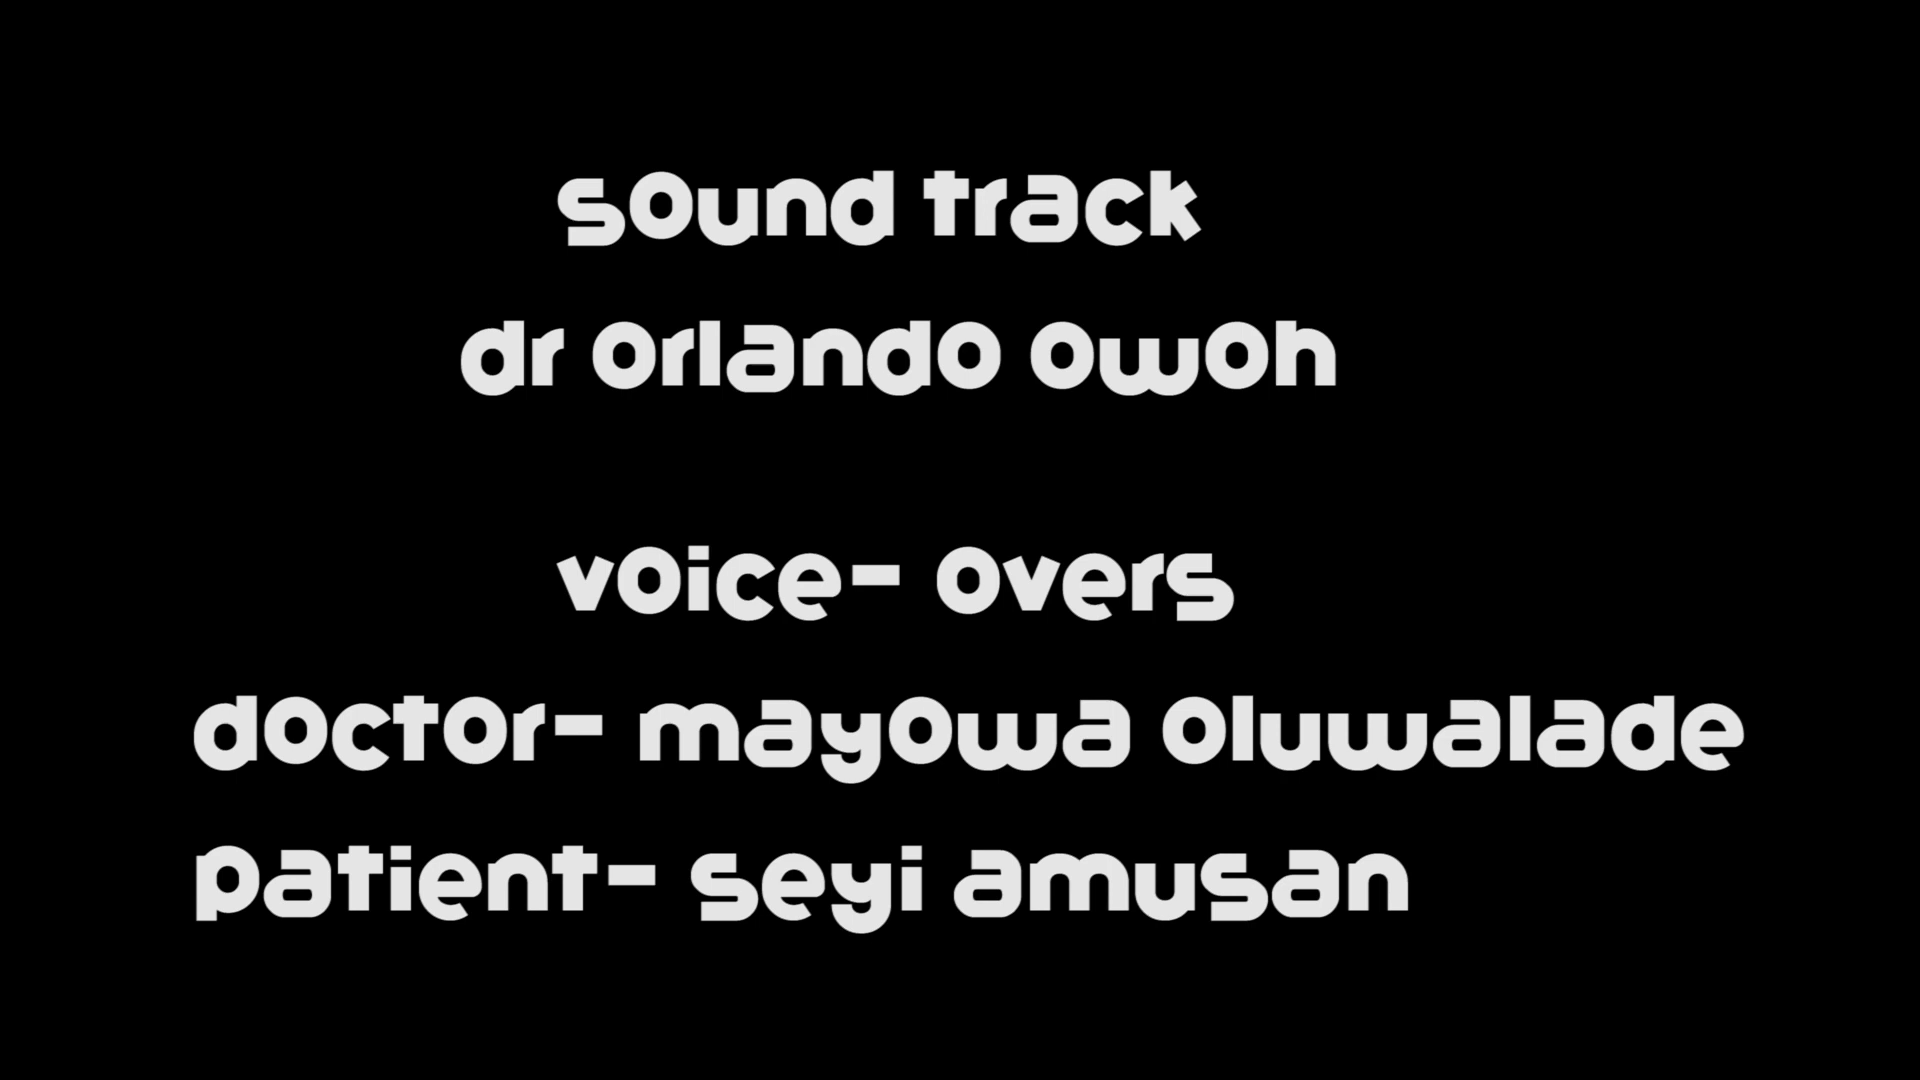 sound track
dr orlando owoh
voice- overs
doctor- mayowa oluwalade
patient- seyi amusan